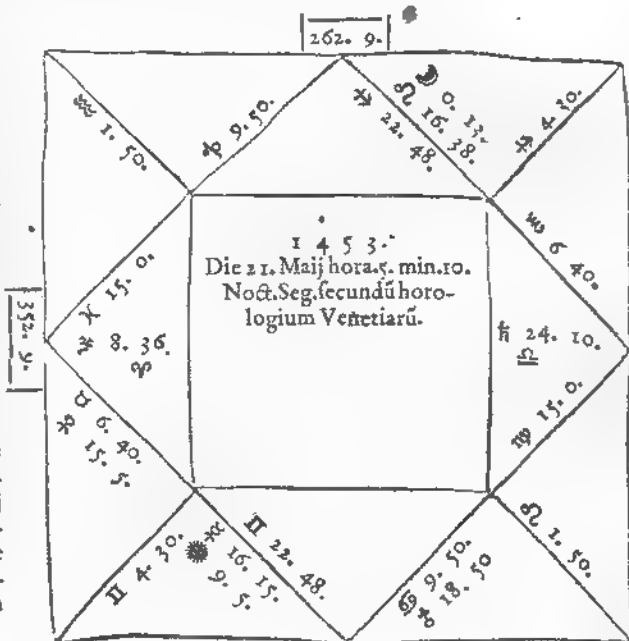 262. 9.
♒ 1. 50.
♑ 9. 50.
☽ 0. 13.
☊ 16. 38.
♐ 22. 48.
♐ 4. 30.
♏ 6 40.
1 4 5 3.
Die 21. Maij hora.5. min.10.
Noct.Seg.secundũ horo-
logium Venetiarũ.
352. 9.
♓ 15. 0.
8. 36.
♈
♄ 24. 10.
♎
♍ 15. 0.
♉ 6. 40.
15. 5.
♊ 4. 30.
16. 15.
9. 5.
♊ 22. 48.
♋ 9. 50.
18. 50
♌ 1. 50.